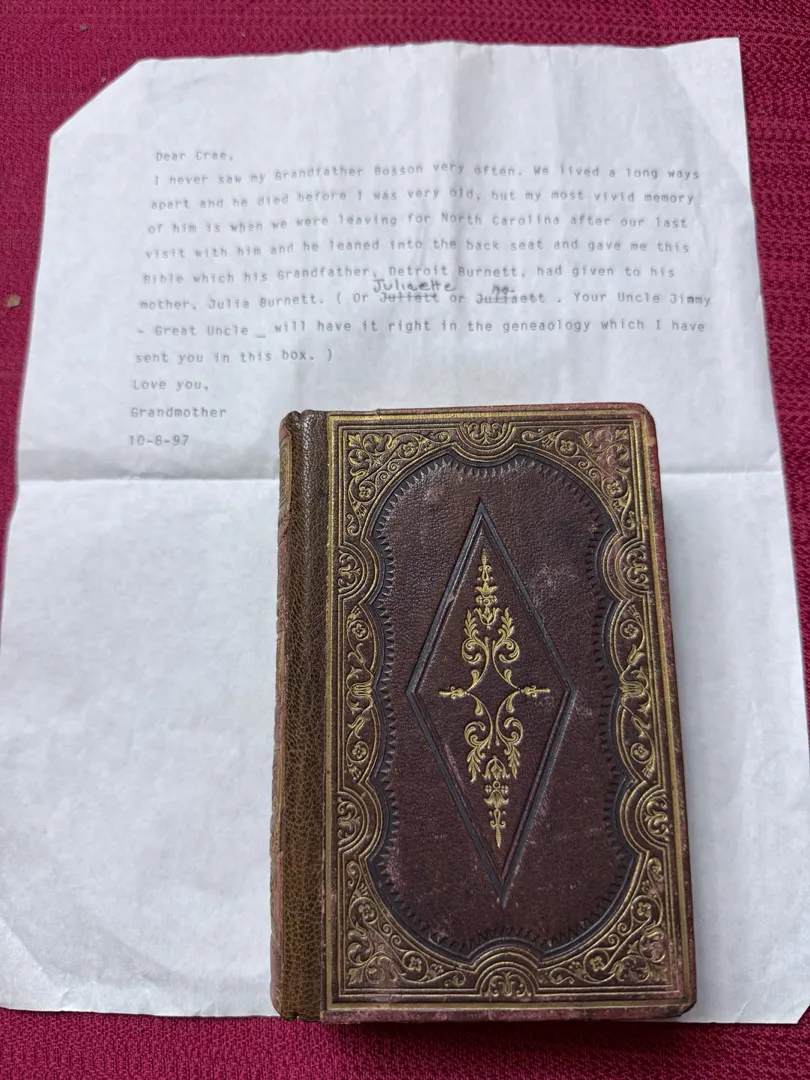 Dear Crae,
I never saw my Grandfather Bosson very often. We lived a long ways
apart and he died before I was very old, but my most vivid memory
of him is when we were leaving for North Carolina after our last
visit with him and he leaned into the back seat and gave me this
Bible which his Grandfather, Detroit Burnett, had given to his
Juliaette no.
mother, Julia Burnett. ( Or Juliett or Juliaett . Your Uncle Jimmy
- Great Uncle _ will have it right in the geneaology which I have
sent you in this box. )
Love you,
Grandmother
10-8-97